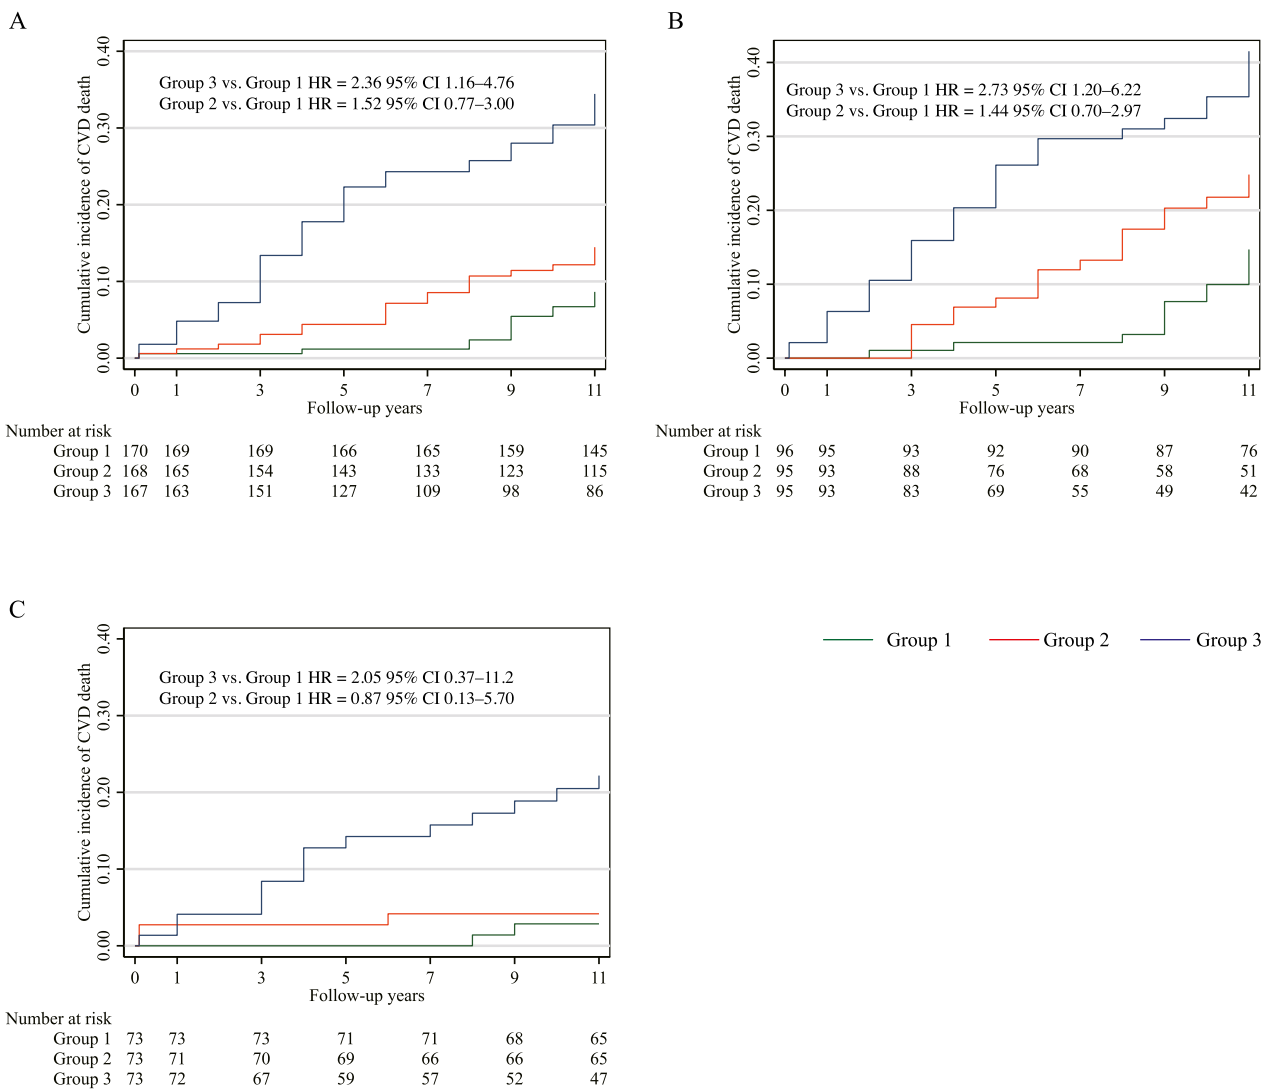 A
Cumulative incidence of CVD death
0.40
0.30
0.20
0.10
0.00
Group 3 vs. Group 1 HR = 2.36 95% CI 1.16–4.76
Group 2 vs. Group 1 HR = 1.52 95% CI 0.77–3.00
0 1 3 5 7 9 11
Follow-up years
Number at risk
Group 1 170 169 169 166 165 159 145
Group 2 168 165 154 143 133 123 115
Group 3 167 163 151 127 109 98 86
B
Cumulative incidence of CVD death
0.40
0.30
0.20
0.10
0.00
Group 3 vs. Group 1 HR = 2.73 95% CI 1.20–6.22
Group 2 vs. Group 1 HR = 1.44 95% CI 0.70–2.97
0 1 3 5 7 9 11
Follow-up years
Number at risk
Group 1 96 95 93 92 90 87 76
Group 2 95 93 88 76 68 58 51
Group 3 95 93 83 69 55 49 42
C
Cumulative incidence of CVD death
0.40
0.30
0.20
0.10
0.00
Group 3 vs. Group 1 HR = 2.05 95% CI 0.37–11.2
Group 2 vs. Group 1 HR = 0.87 95% CI 0.13–5.70
0 1 3 5 7 9 11
Follow-up years
Number at risk
Group 1 73 73 73 71 71 68 65
Group 2 73 71 70 69 66 66 65
Group 3 73 72 67 59 57 52 47
Group 1 Group 2 Group 3